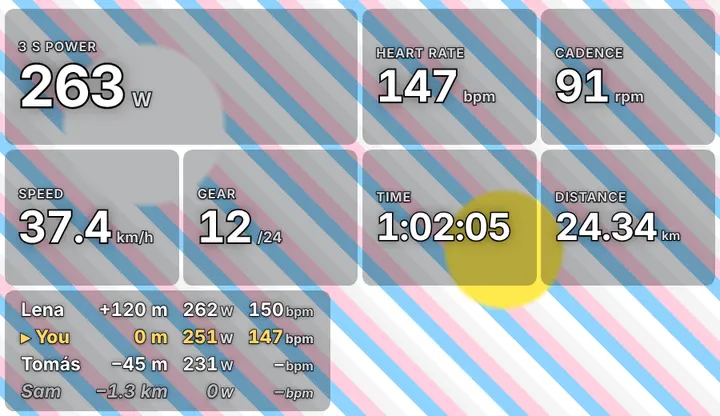 3 S POWER
263 W
HEART RATE
147 bpm
CADENCE
91 rpm
SPEED
37.4 km/h
GEAR
12 /24
TIME
1:02:05
DISTANCE
24.34 km
Lena +120 m 262 W 150 bpm
▸ You 0 m 251 W 147 bpm
Tomás −45 m 231 W – bpm
Sam −1.3 km 0 W – bpm